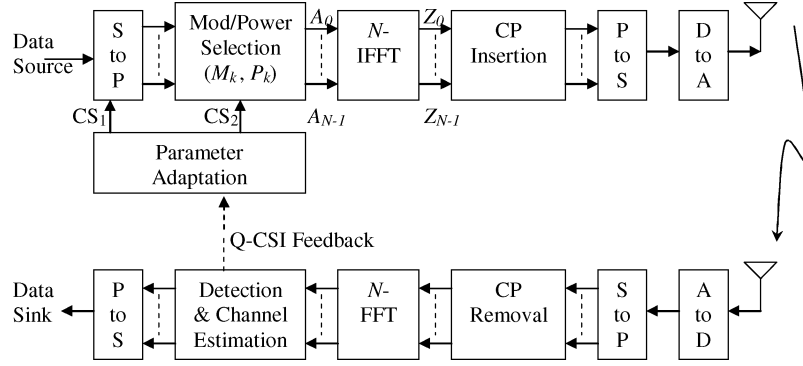 Data
Source
S
to
P
Mod/Power
Selection
(Mk, Pk)
A0
AN-1
N-
IFFT
Z0
ZN-1
CP
Insertion
P
to
S
D
to
A
CS1
CS2
Parameter
Adaptation
Q-CSI Feedback
Data
Sink
P
to
S
Detection
& Channel
Estimation
N-
FFT
CP
Removal
S
to
P
A
to
D